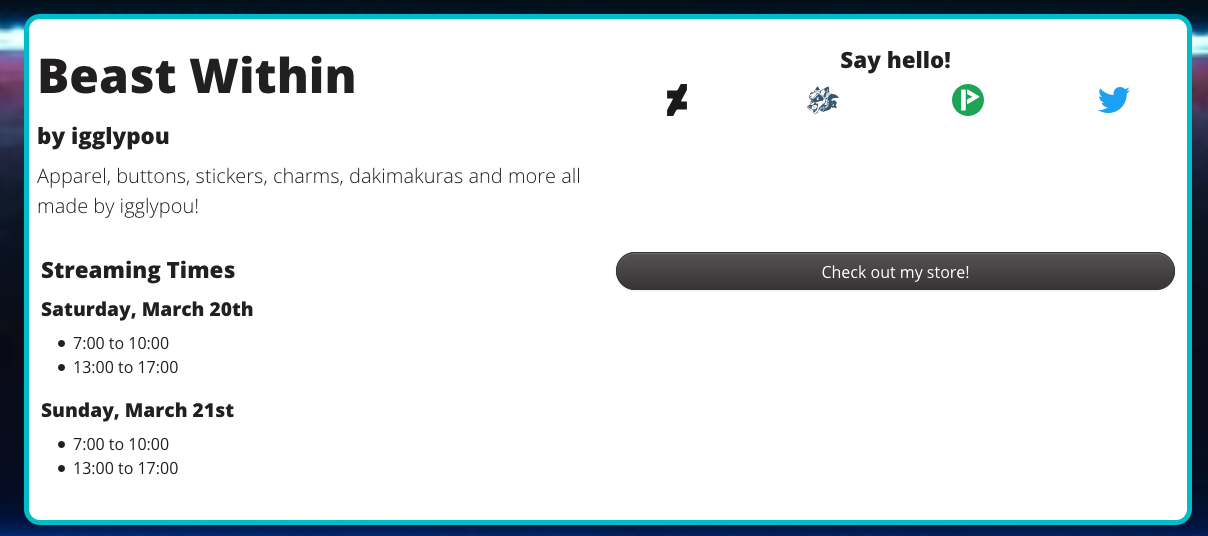 Beast Within
by igglypou
Apparel, buttons, stickers, charms, dakimakuras and more all
made by igglypou!
Say hello!
Streaming Times
Saturday, March 20th
7:00 to 10:00
13:00 to 17:00
Sunday, March 21st
7:00 to 10:00
13:00 to 17:00
Check out my store!